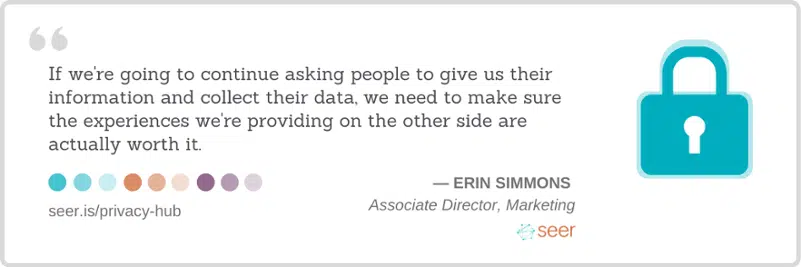 If we're going to continue asking people to give us their
information and collect their data, we need to make sure
the experiences we're providing on the other side are
actually worth it.
seer.is/privacy-hub
— ERIN SIMMONS
Associate Director, Marketing
seer